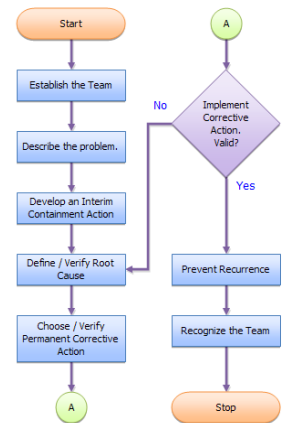 Start
Establish the Team
Describe the problem.
Develop an Interim
Containment Action
Define / Verify Root
Cause
Choose / Verify
Permanent Corrective
Action
A
A
Implement
Corrective
Action.
Valid?
No
Yes
Prevent Recurrence
Recognize the Team
Stop